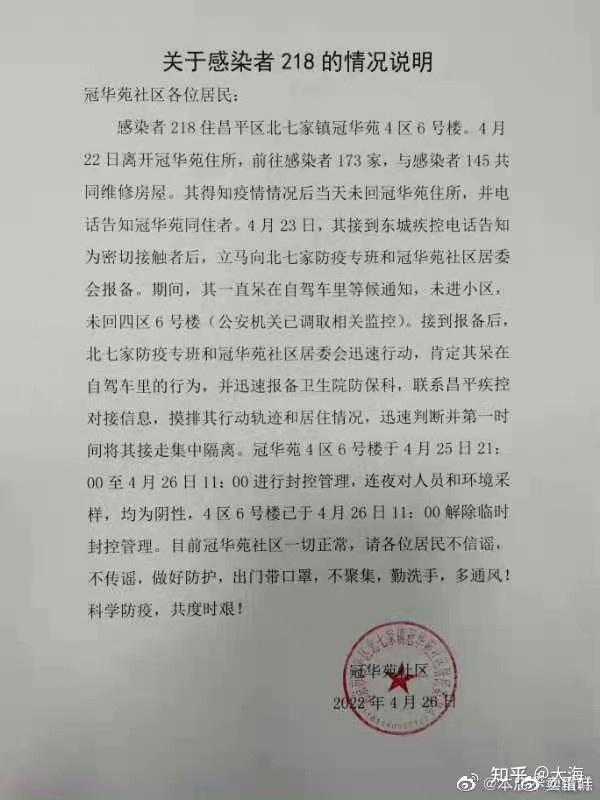 关于感染者 218 的情况说明
冠华苑社区各位居民：
感染者 218 住昌平区北七家镇冠华苑 4 区 6 号楼。4 月
22 日离开冠华苑住所，前往感染者 173 家，与感染者 145 共
同维修房屋。其得知疫情情况后当天未回冠华苑住所，并电
话告知冠华苑同住者。4 月 23 日，其接到东城疾控电话告知
为密切接触者后，立马向北七家防疫专班和冠华苑社区居委
会报备。期间，其一直呆在自驾车里等候通知，未进小区，
未回四区 6 号楼（公安机关已调取相关监控）。接到报备后，
北七家防疫专班和冠华苑社区居委会迅速行动，肯定其呆在
自驾车里的行为，并迅速报备卫生院防保科，联系昌平疾控
对接信息，摸排其行动轨迹和居住情况，迅速判断并第一时
间将其接走集中隔离。冠华苑 4 区 6 号楼于 4 月 25 日 21：
00 至 4 月 26 日 11：00 进行封控管理，连夜对人员和环境采
样，均为阴性，4 区 6 号楼已于 4 月 26 日 11：00 解除临时
封控管理。目前冠华苑社区一切正常，请各位居民不信谣，
不传谣，做好防护，出门带口罩，不聚集，勤洗手，多通风！
科学防疫，共度时艰！
冠华苑社区
2022 年 4 月 26 日
知乎 @大海